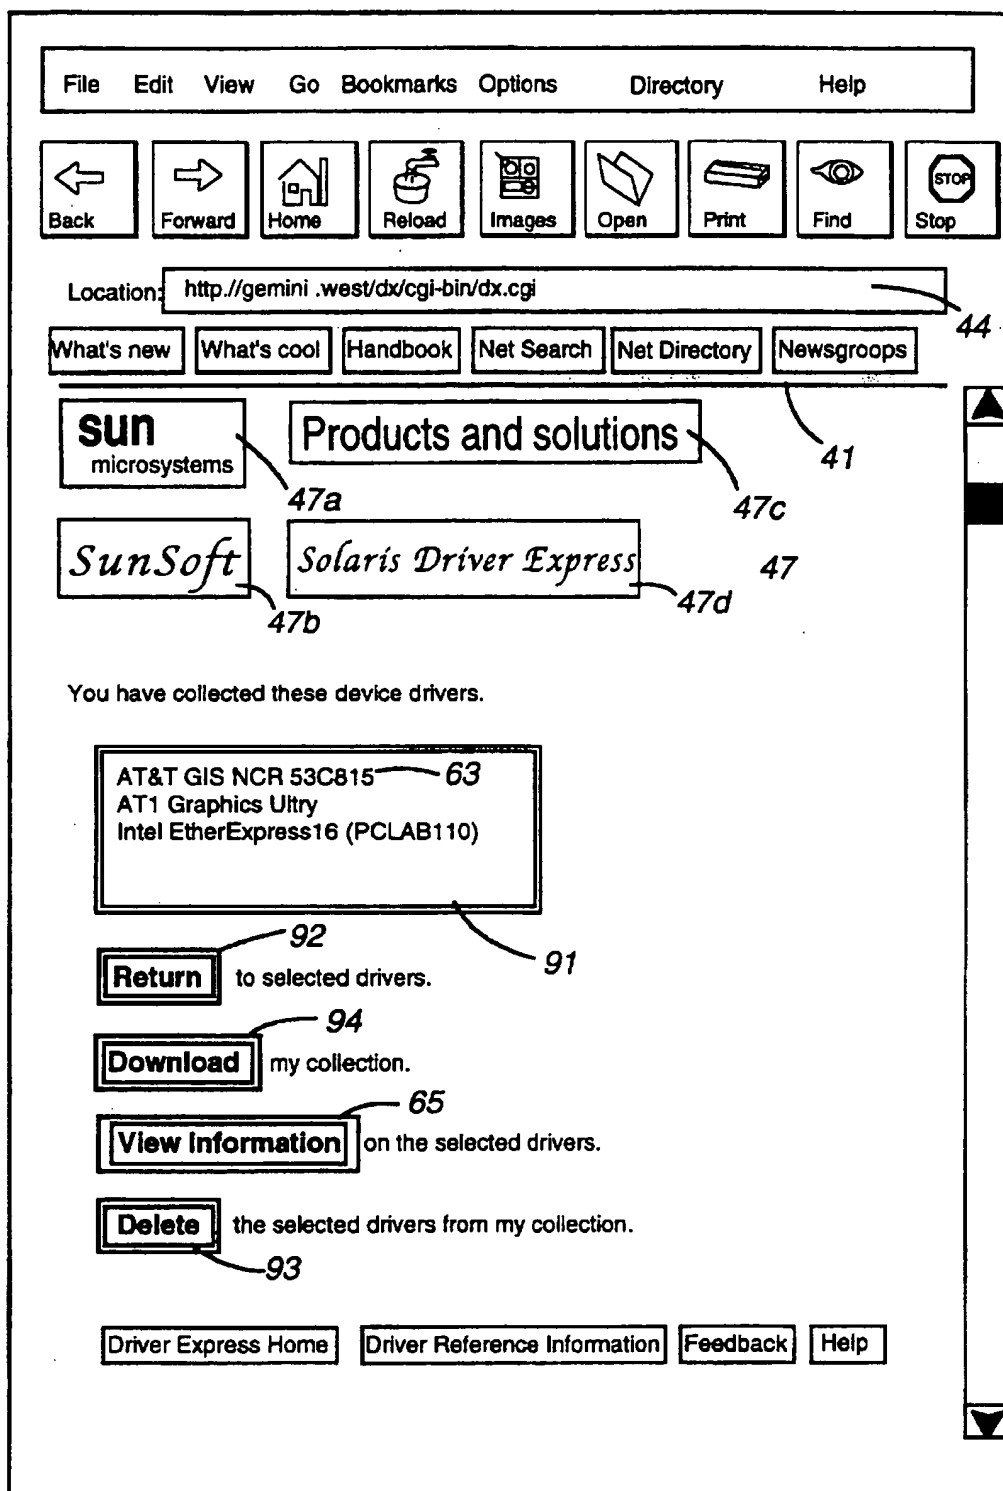 File Edit View Go Bookmarks Options Directory Help
STOP
Back Forward Home Reload Images Open Print Find Stop
Location: http.//gemini .west/dx/cgi-bin/dx.cgi
44
What's new What's cool Handbook Net Search Net Directory Newsgroops
41
sun
microsystems
Products and solutions
47a
47c
SunSoft
Solaris Driver Express
47
47b
47d
You have collected these device drivers.
AT&T GIS NCR 53C815 63
AT1 Graphics Ultry
Intel EtherExpress16 (PCLAB110)
92
91
Return to selected drivers.
94
Download my collection.
65
View Information on the selected drivers.
Delete the selected drivers from my collection.
93
Driver Express Home Driver Reference Information Feedback Help